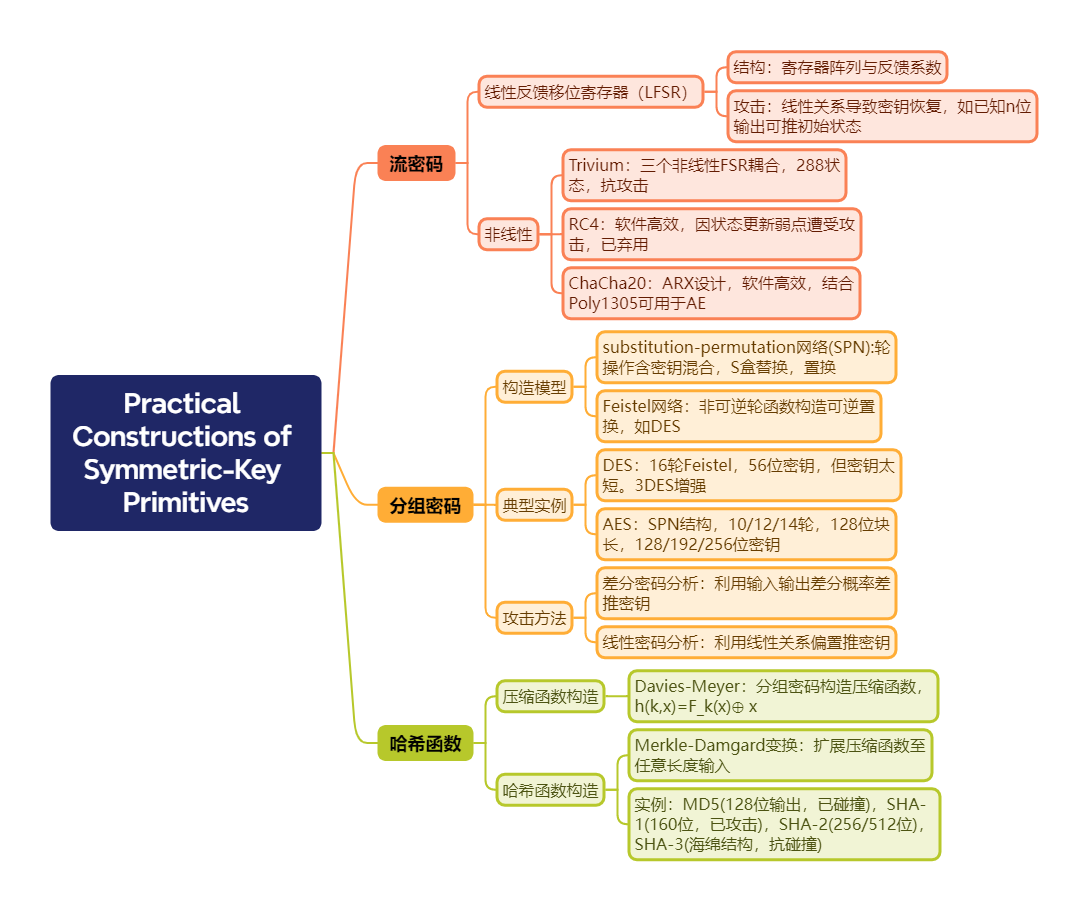 Practical
Constructions of
Symmetric-Key
Primitives
流密码
线性反馈移位寄存器（LFSR）
结构：寄存器阵列与反馈系数
攻击：线性关系导致密钥恢复，如已知n位
输出可推初始状态
非线性
Trivium：三个非线性FSR耦合，288状
态，抗攻击
RC4：软件高效，因状态更新弱点遭受攻
击，已弃用
ChaCha20：ARX设计，软件高效，结合
Poly1305可用于AE
分组密码
构造模型
substitution-permutation网络(SPN):轮
操作含密钥混合，S盒替换，置换
Feistel网络：非可逆轮函数构造可逆置
换，如DES
典型实例
DES：16轮Feistel，56位密钥，但密钥太
短。3DES增强
AES：SPN结构，10/12/14轮，128位块
长，128/192/256位密钥
攻击方法
差分密码分析：利用输入输出差分概率差
推密钥
线性密码分析：利用线性关系偏置推密钥
哈希函数
压缩函数构造
Davies-Meyer：分组密码构造压缩函数，
h(k,x)=F_k(x)⊕ x
哈希函数构造
Merkle-Damgard变换：扩展压缩函数至
任意长度输入
实例：MD5(128位输出，已碰撞)，SHA-
1(160位，已攻击)，SHA-2(256/512位)，
SHA-3(海绵结构，抗碰撞)